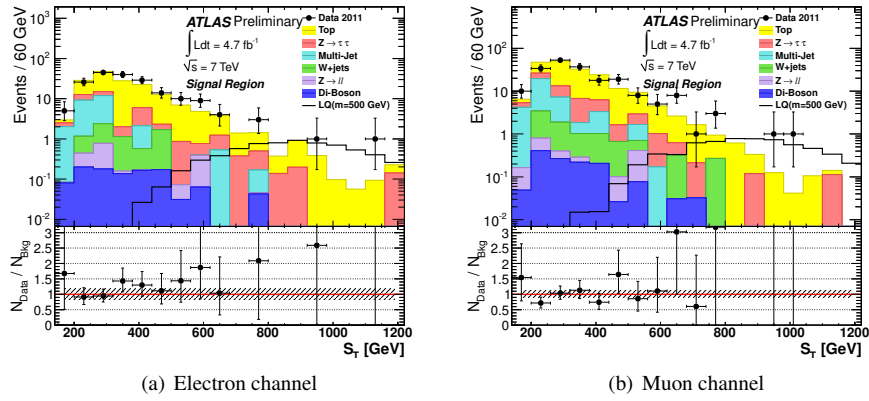 Events / 60 GeV
10³
10²
10
1
10⁻¹
10⁻²
ATLAS Preliminary
∫ Ldt = 4.7 fb⁻¹
√s = 7 TeV
Signal Region
Data 2011
Top
Z → τ τ
Multi-Jet
W+jets
Z → ll
Di-Boson
LQ(m=500 GeV)
N_Data / N_Bkg
3
2.5
2
1.5
1
0.5
0
200 400 600 800 1000 1200
S_T [GeV]
(a) Electron channel
Events / 60 GeV
10²
10
1
10⁻¹
10⁻²
ATLAS Preliminary
∫ Ldt = 4.7 fb⁻¹
√s = 7 TeV
Signal Region
Data 2011
Top
Z → τ τ
Multi-Jet
W+jets
Z → ll
Di-Boson
LQ(m=500 GeV)
N_Data / N_Bkg
3
2.5
2
1.5
1
0.5
0
200 400 600 800 1000 1200
S_T [GeV]
(b) Muon channel